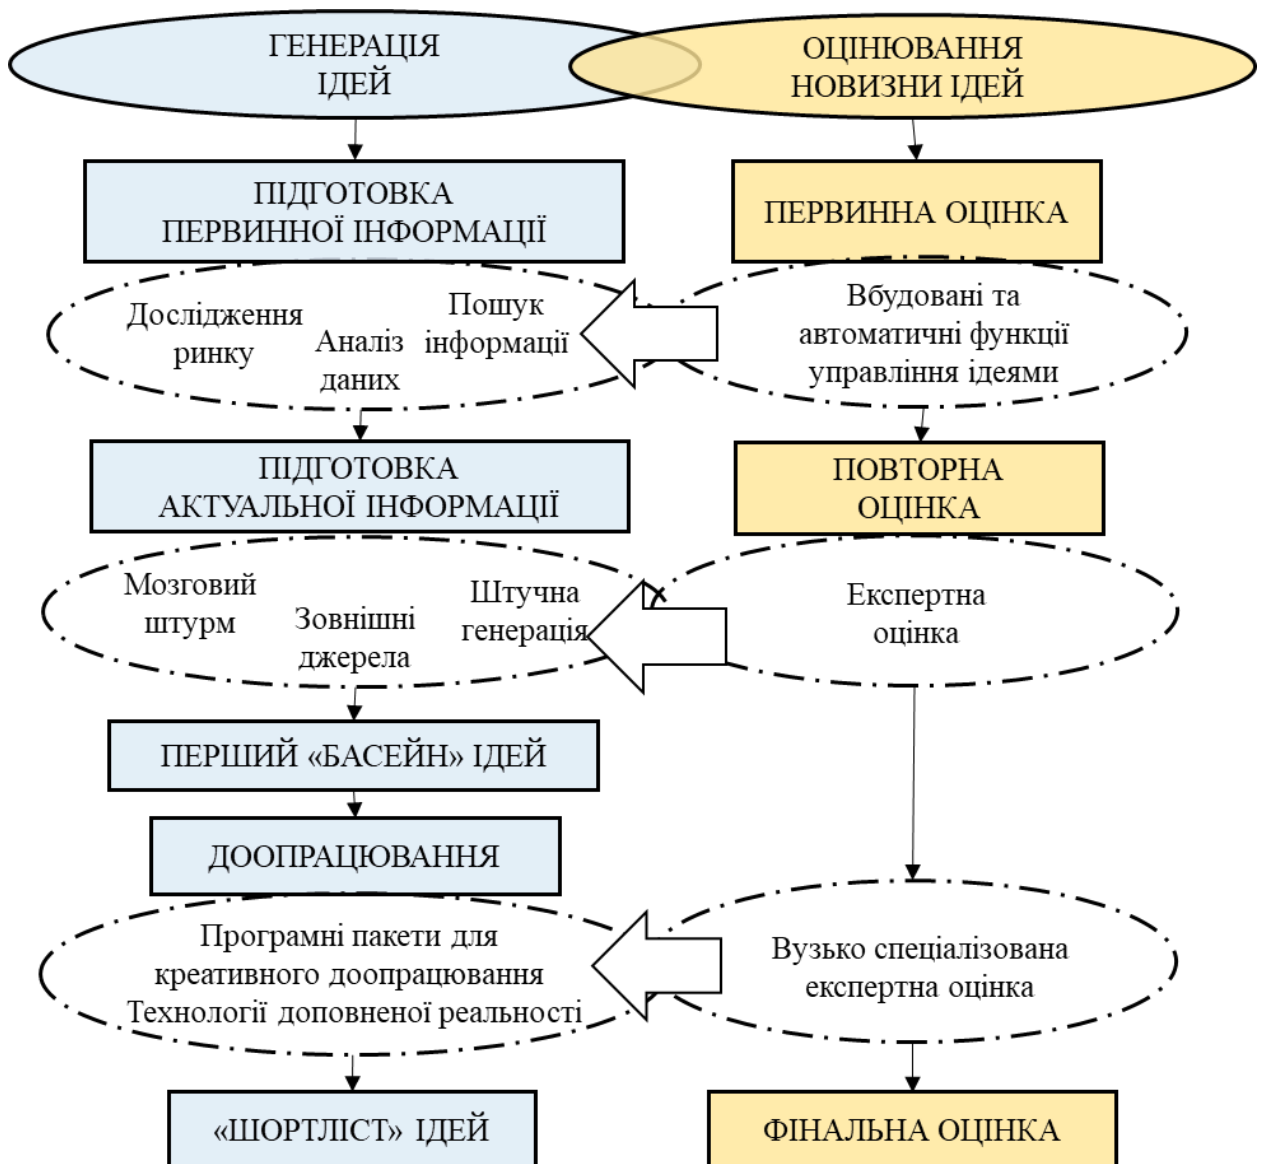 ГЕНЕРАЦІЯ
ІДЕЙ
ОЦІНЮВАННЯ
НОВИЗНИ ІДЕЙ
ПІДГОТОВКА
ПЕРВИННОЇ ІНФОРМАЦІЇ
ПЕРВИННА ОЦІНКА
Дослідження
ринку
Аналіз
даних
Пошук
інформації
Вбудовані та
автоматичні функції
управління ідеями
ПІДГОТОВКА
АКТУАЛЬНОЇ ІНФОРМАЦІЇ
ПОВТОРНА
ОЦІНКА
Мозговий
штурм
Зовнішні
джерела
Штучна
генерація
Експертна
оцінка
ПЕРШИЙ «БАСЕЙН» ІДЕЙ
ДООПРАЦЮВАННЯ
Програмні пакети для
креативного доопрацювання
Технології доповненої реальності
Вузько спеціалізована
експертна оцінка
«ШОРТЛІСТ» ІДЕЙ
ФІНАЛЬНА ОЦІНКА